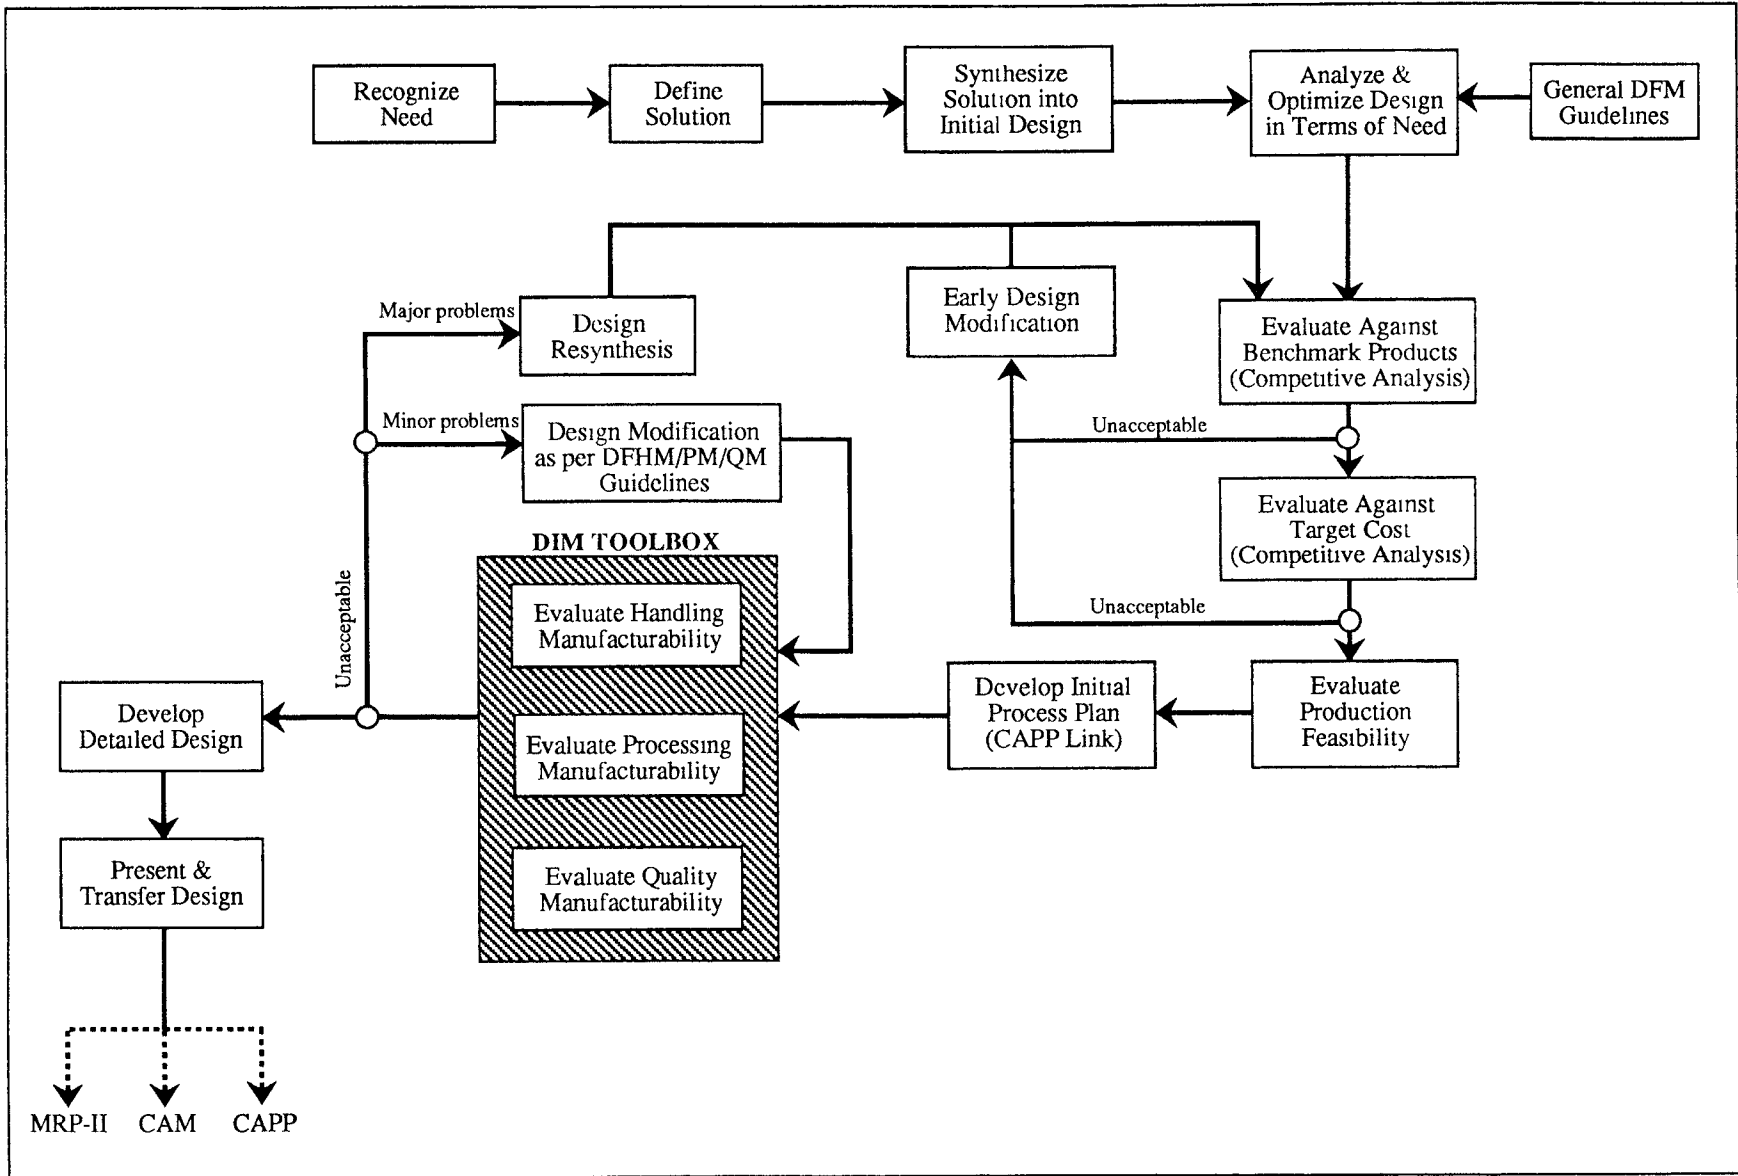 Recognize
Need
Define
Solution
Synthesize
Solution into
Initial Design
Analyze &
Optimize Design
in Terms of Need
General DFM
Guidelines
Major problems
Design
Resynthesis
Early Design
Modification
Evaluate Against
Benchmark Products
(Competitive Analysis)
Minor problems
Design Modification
as per DFHM/PM/QM
Guidelines
Unacceptable
Evaluate Against
Target Cost
(Competitive Analysis)
DIM TOOLBOX
Unacceptable
Evaluate Handling
Manufacturability
Unacceptable
Evaluate
Production
Feasibility
Develop Initial
Process Plan
(CAPP Link)
Evaluate Processing
Manufacturability
Develop
Detailed Design
Evaluate Quality
Manufacturability
Present &
Transfer Design
MRP-II
CAM
CAPP